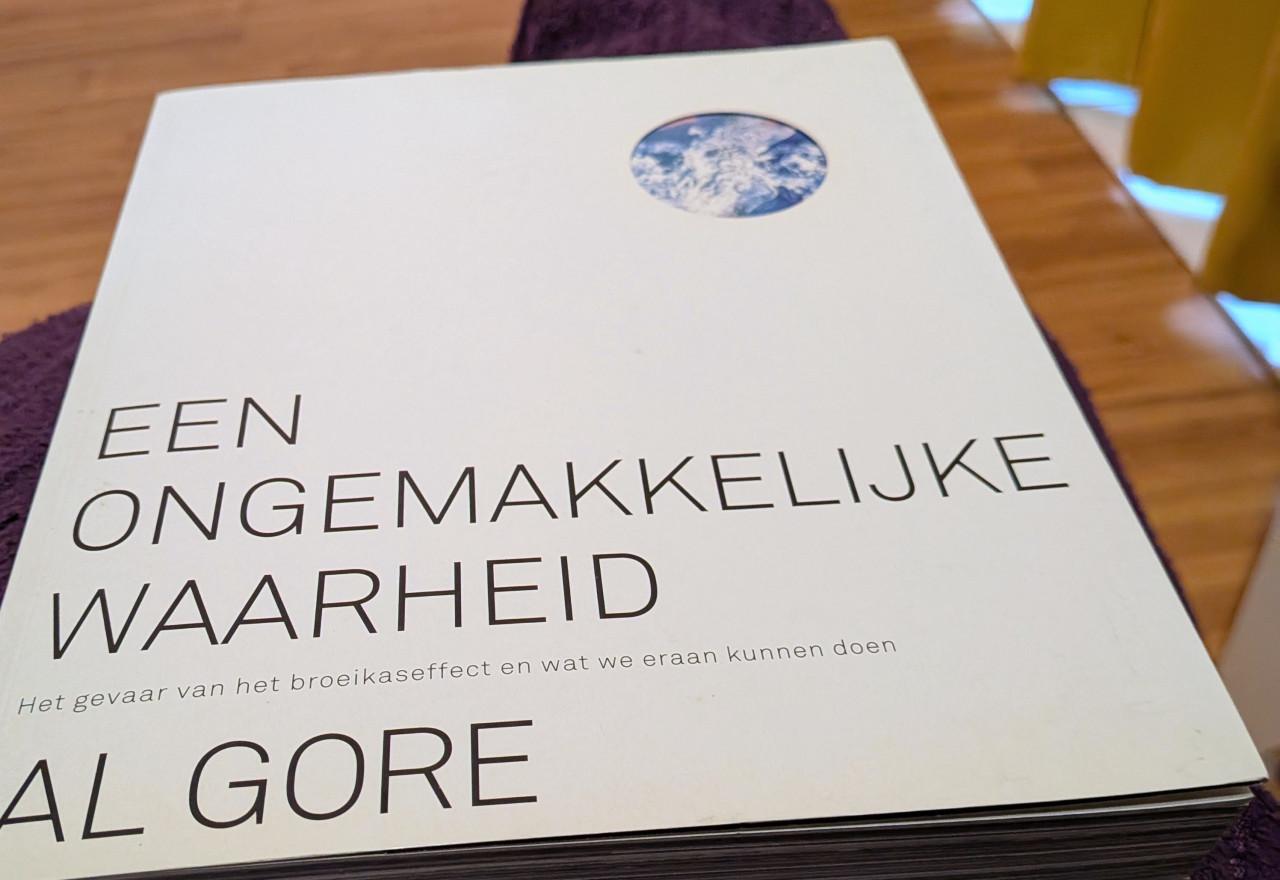 EEN
ONGEMAKKELIJKE
WAARHEID
Het gevaar van het broeikaseffect en wat we eraan kunnen doen
AL GORE